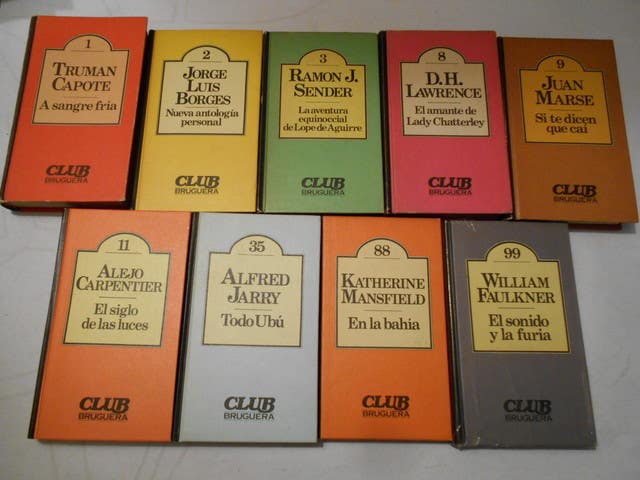 1
TRUMAN
CAPOTE
A sangre fria
CLUB
BRUGUERA
2
JORGE
LUIS
BORGES
Nueva antología
personal
CLUB
BRUGUERA
3
RAMON J.
SENDER
La aventura
equinoccial
de Lope de Aguirre
CLUB
BRUGUERA
8
D.H.
LAWRENCE
El amante de
Lady Chatterley
CLUB
BRUGUERA
9
JUAN
MARSE
Si te dicen
que caí
CLUB
BRUGUERA
11
ALEJO
CARPENTIER
El siglo
de las luces
CLUB
BRUGUERA
35
ALFRED
JARRY
Todo Ubú
CLUB
BRUGUERA
88
KATHERINE
MANSFIELD
En la bahía
CLUB
BRUGUERA
99
WILLIAM
FAULKNER
El sonido
y la furia
CLUB
BRUGUERA